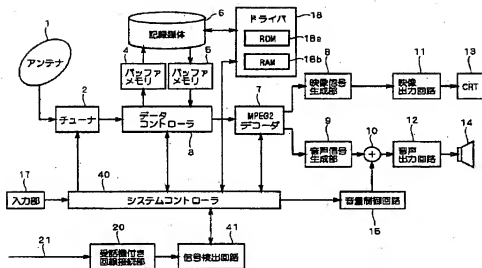 1
アンテナ
2
チューナ
4
バッファ
メモリ
6
記録媒体
5
バッファ
メモリ
データ
コントローラ
3
18
ドライバ
ROM
18a
RAM
18b
7
MPEG2
デコーダ
8
映像信号
生成部
11
映像
出力回路
13
CRT
9
音声信号
生成部
10
+
12
音声
出力回路
14
17
入力部
40
システムコントローラ
容量制御回路
15
21
20
受話機付き
回線接続部
41
信号検出回路